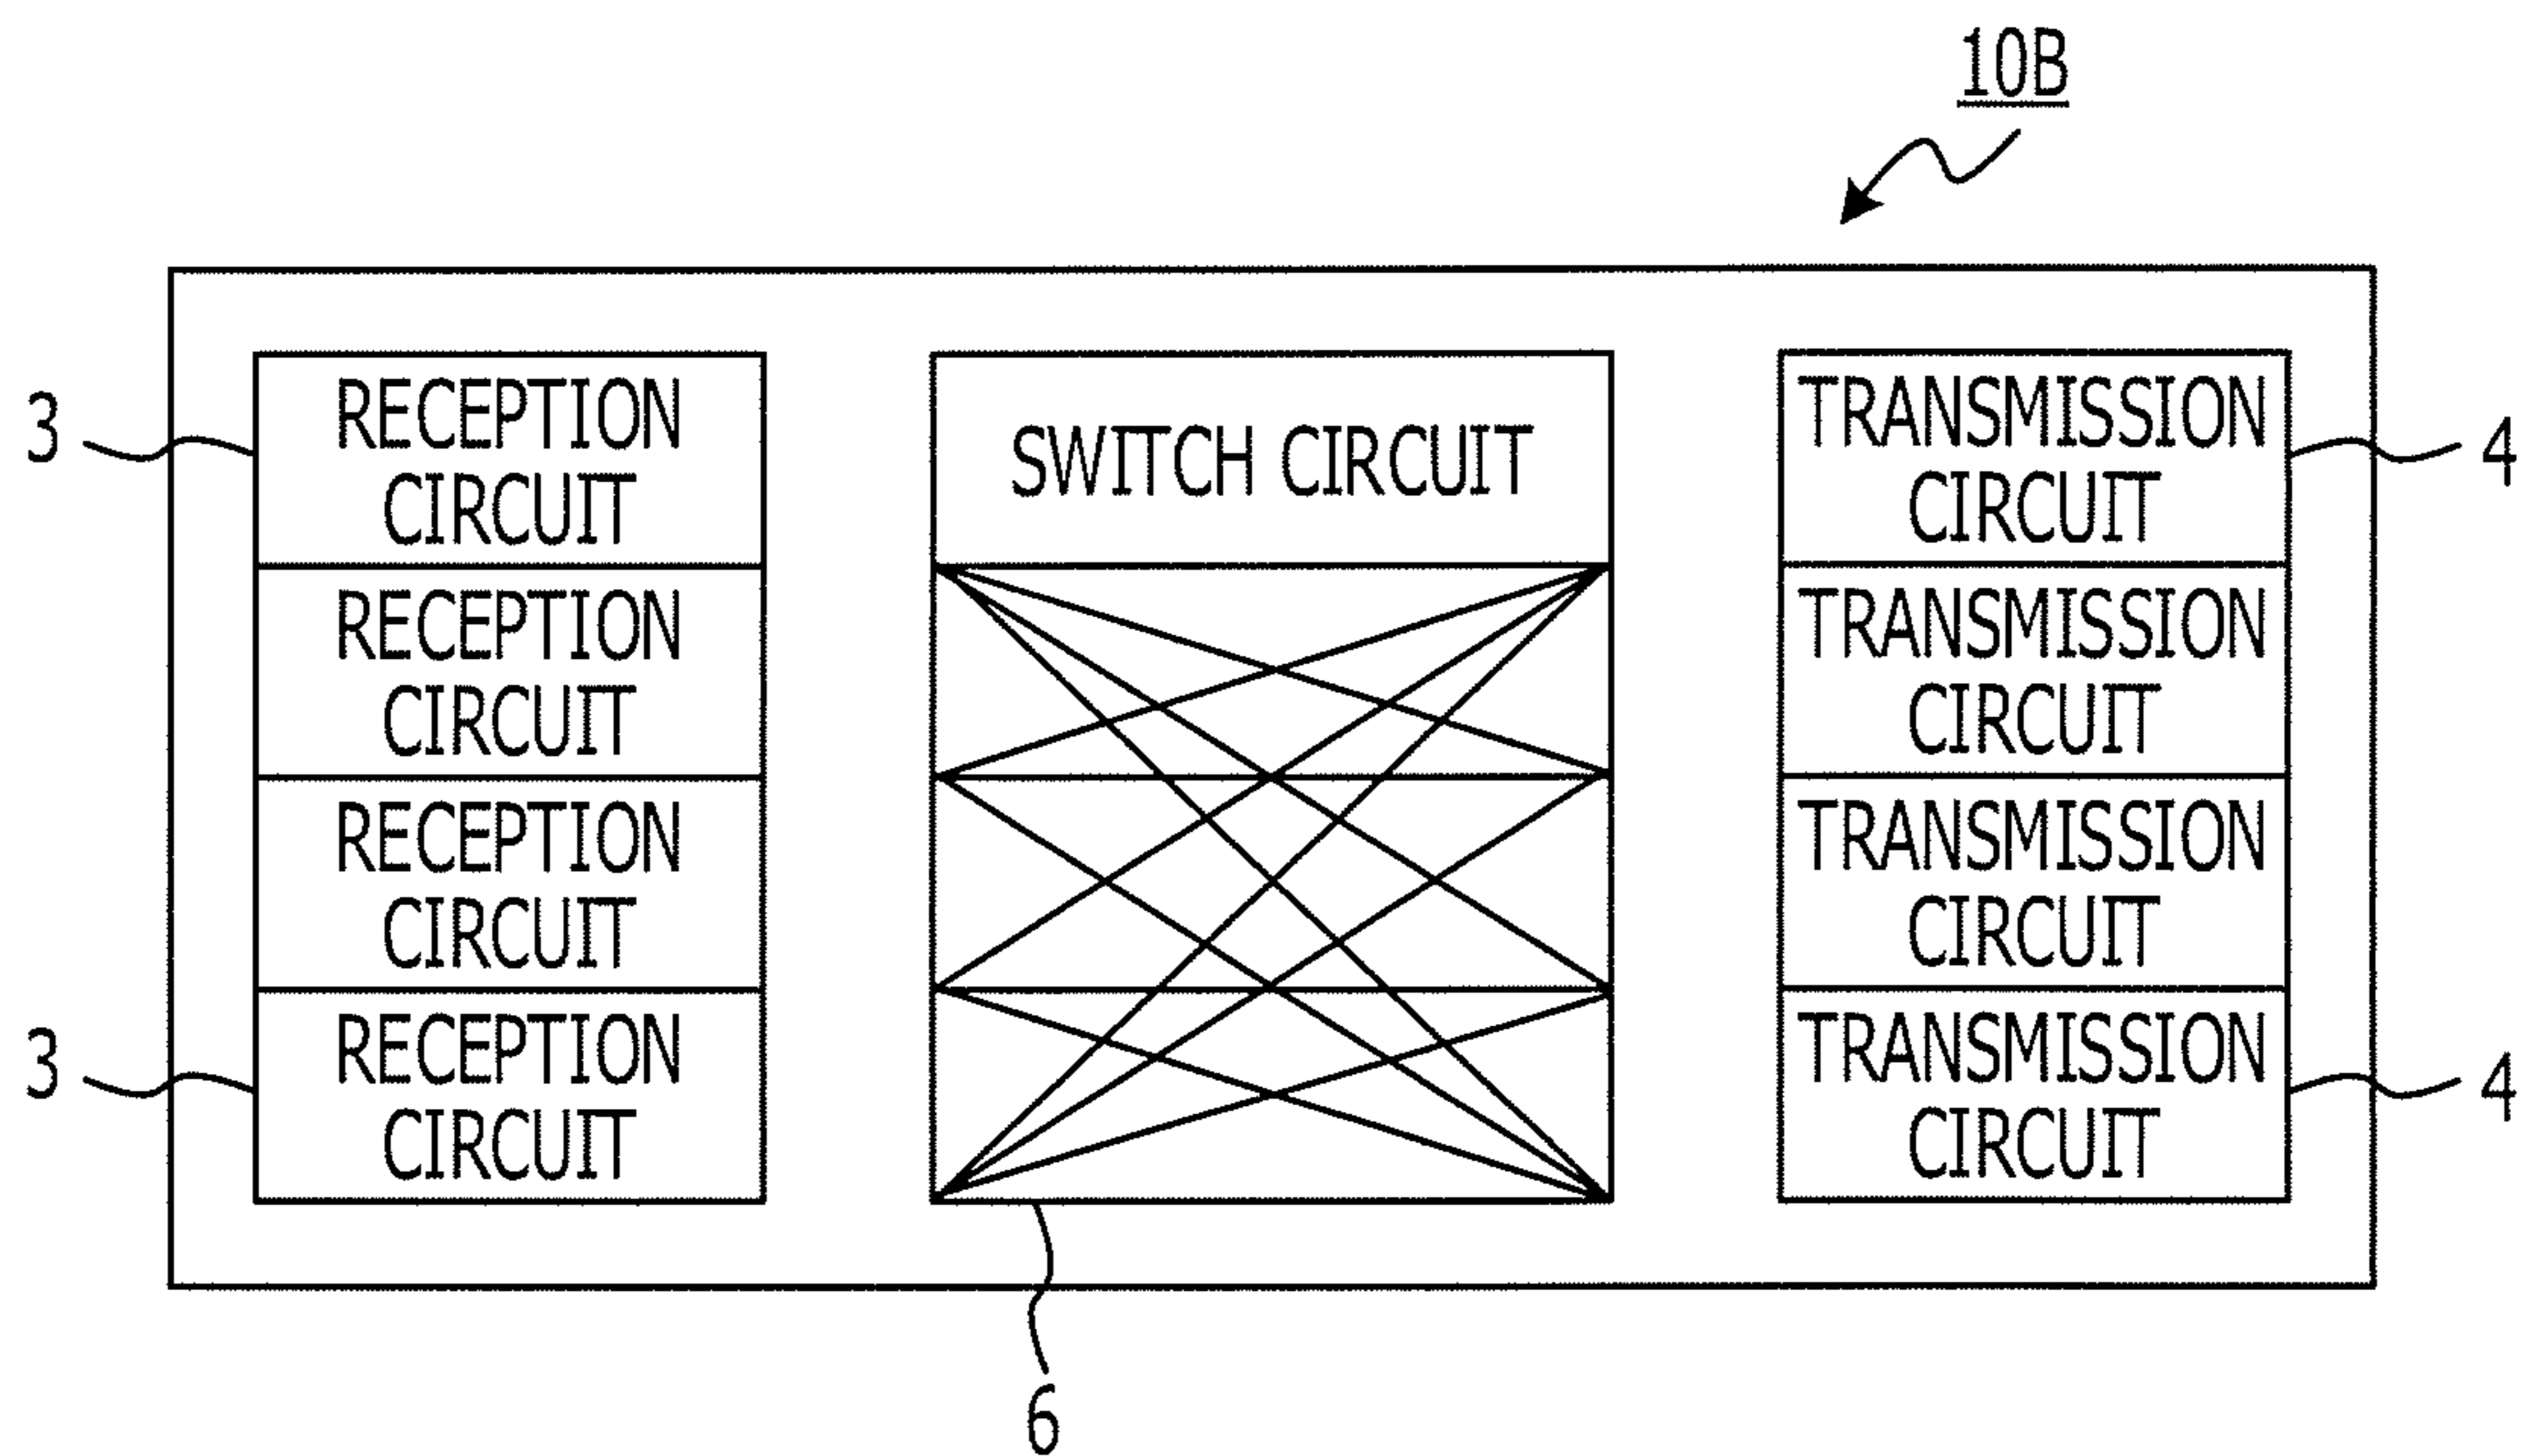 10B
3
RECEPTION
CIRCUIT
RECEPTION
CIRCUIT
RECEPTION
CIRCUIT
3
RECEPTION
CIRCUIT
SWITCH CIRCUIT
6
TRANSMISSION
CIRCUIT
4
TRANSMISSION
CIRCUIT
TRANSMISSION
CIRCUIT
TRANSMISSION
CIRCUIT
4